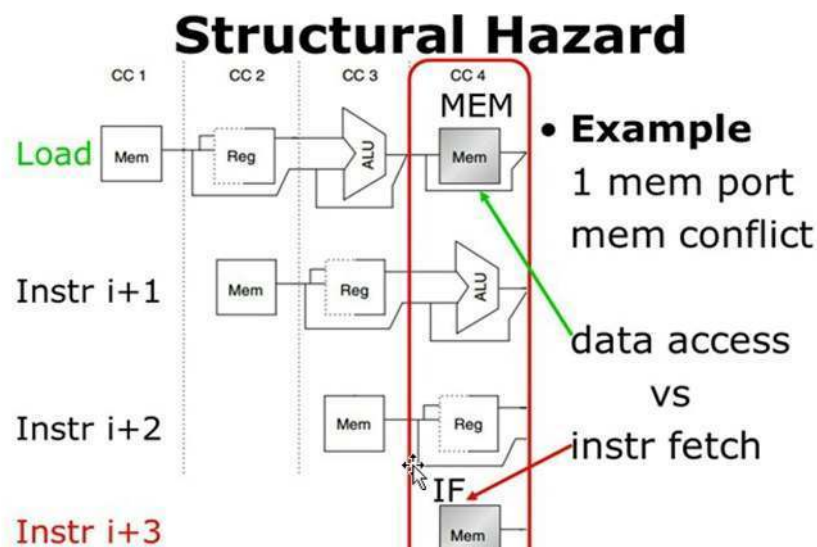 Structural Hazard
CC 1 CC 2 CC 3 CC 4
MEM
Load Mem Reg ALU Mem
• Example
1 mem port
mem conflict
Instr i+1 Mem Reg ALU
data access
vs
instr fetch
Instr i+2 Mem Reg
IF
Instr i+3 Mem